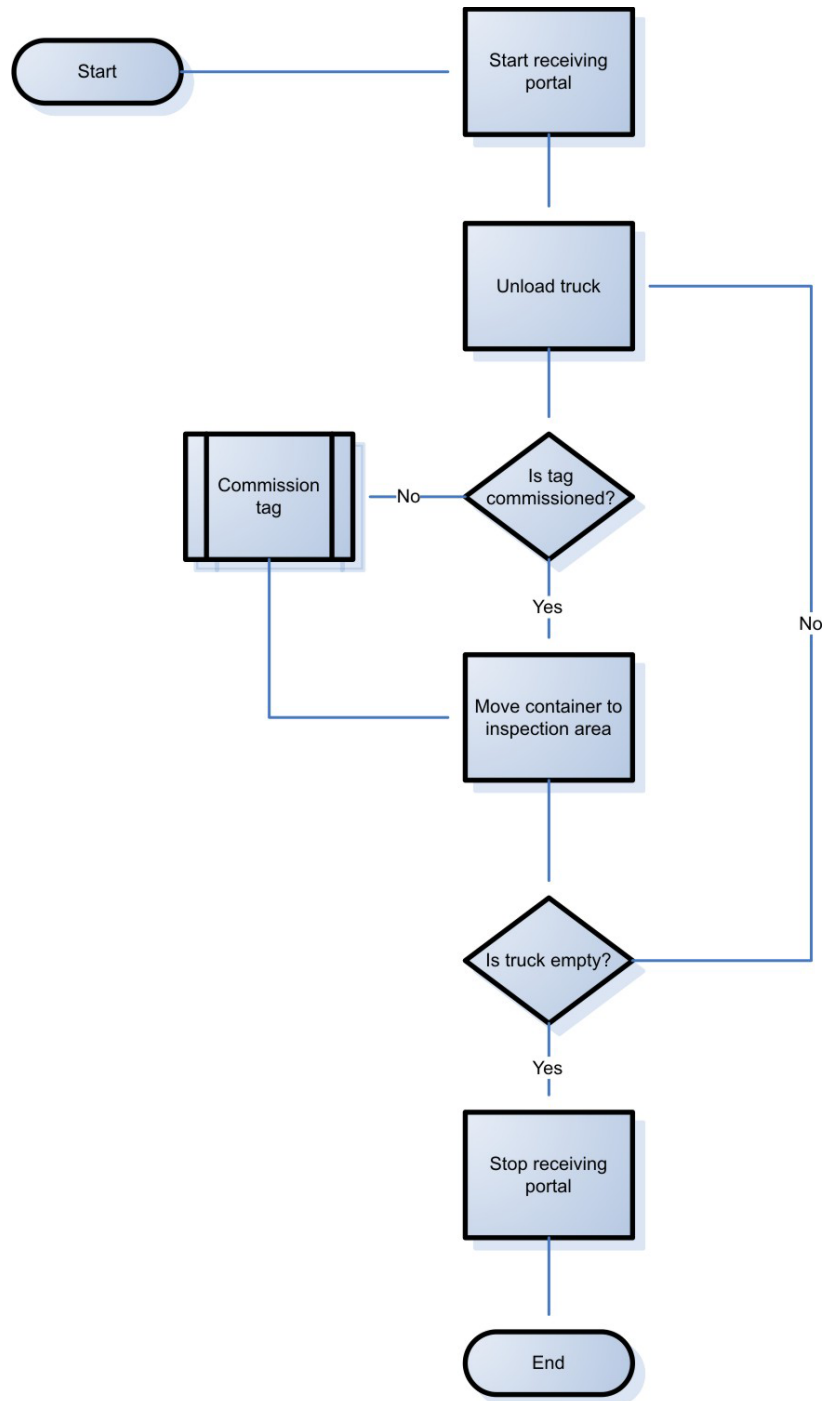 Start
Start receiving
portal
Unload truck
Is tag
commissioned?
No
Commission
tag
Yes
No
Move container to
inspection area
Is truck empty?
Yes
Stop receiving
portal
End